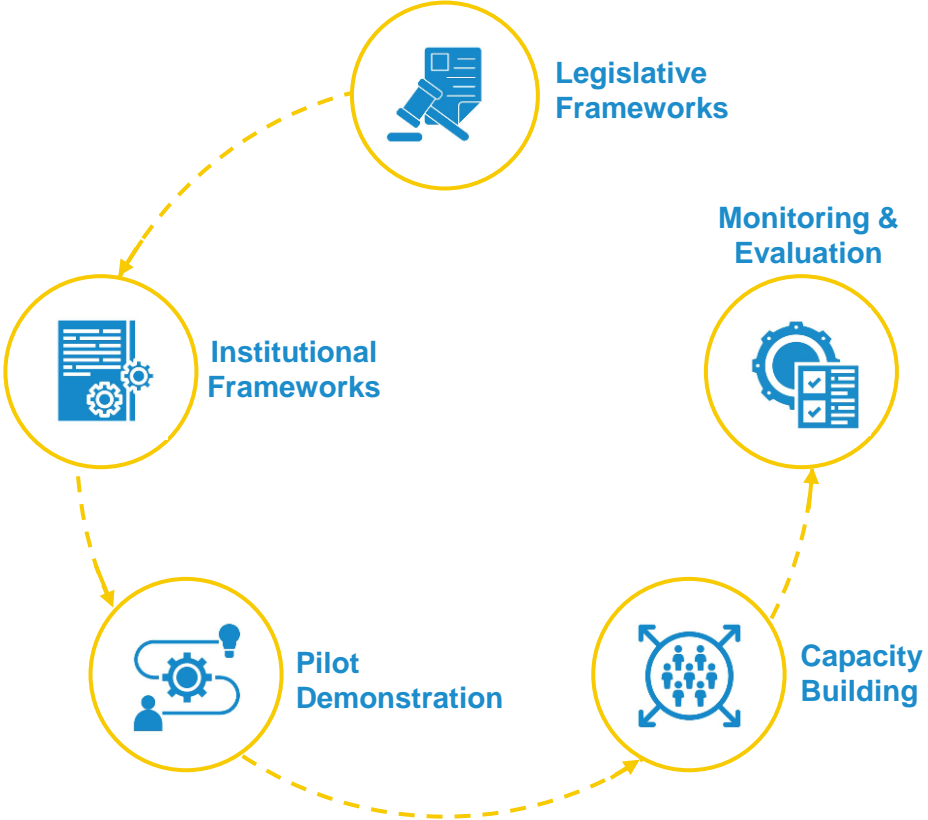 Legislative
Frameworks
Monitoring &
Evaluation
Institutional
Frameworks
Pilot
Demonstration
Capacity
Building